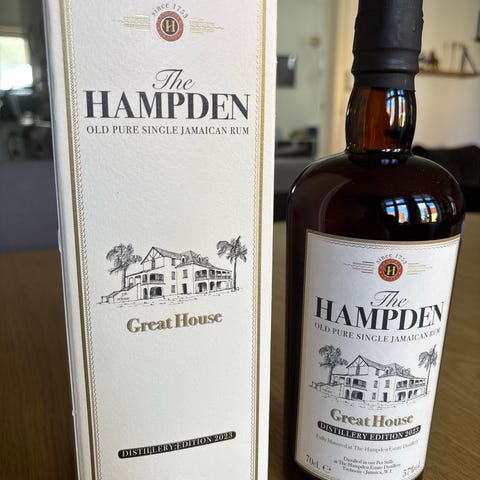 since 1753
H
The
HAMPDEN
OLD PURE SINGLE JAMAICAN RUM
Great House
DISTILLERY EDITION 2023
since 1753
H
The
HAMPDEN
OLD PURE SINGLE JAMAICAN RUM
Great House
DISTILLERY EDITION 2023
Fully Matured at The Hampden Estate Distillery
Distilled in our Pot Stills
at The Hampden Estate Distillery
Trelawny - Jamaica, W.I.
70cl. e
57%